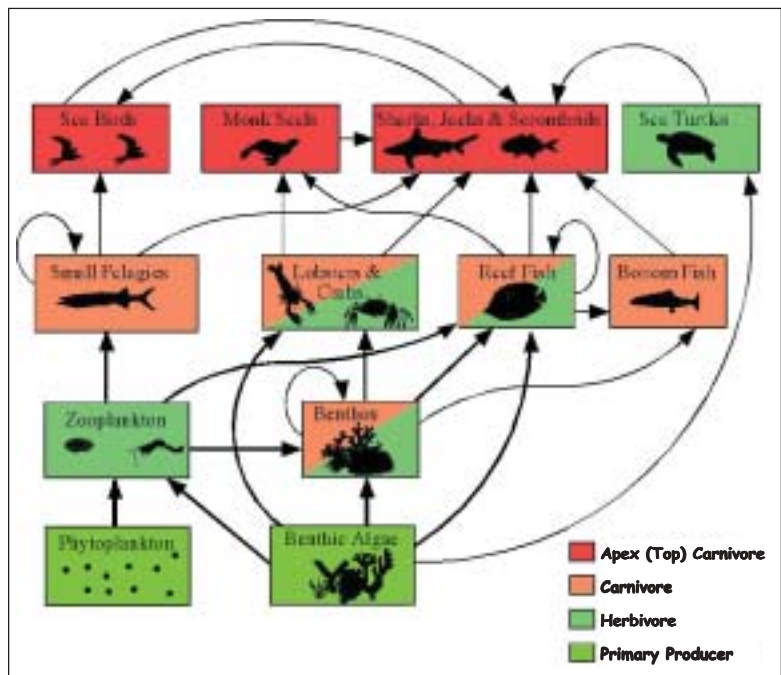 Sea Birds
Monk Seals
Sharks, Jacks & Scrombrids
Sea Turtles
Small Pelagics
Lobsters &
Crabs
Reef Fish
Bottom Fish
Zooplankton
Benthos
Phytoplankton
Benthic Algae
Apex (Top) Carnivore
Carnivore
Herbivore
Primary Producer